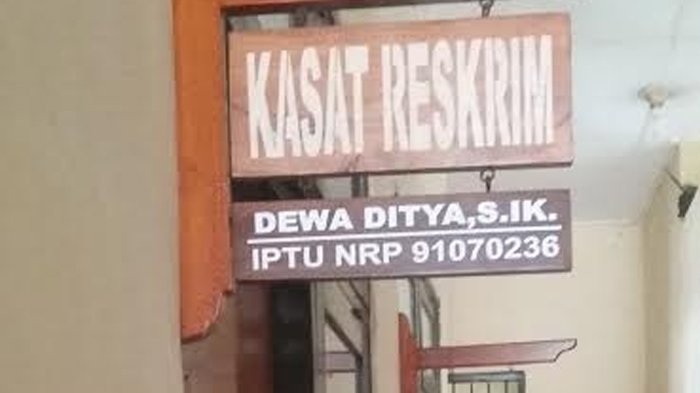 KASAT RESKRIM
DEWA DITYA,S.IK.
IPTU NRP 91070236